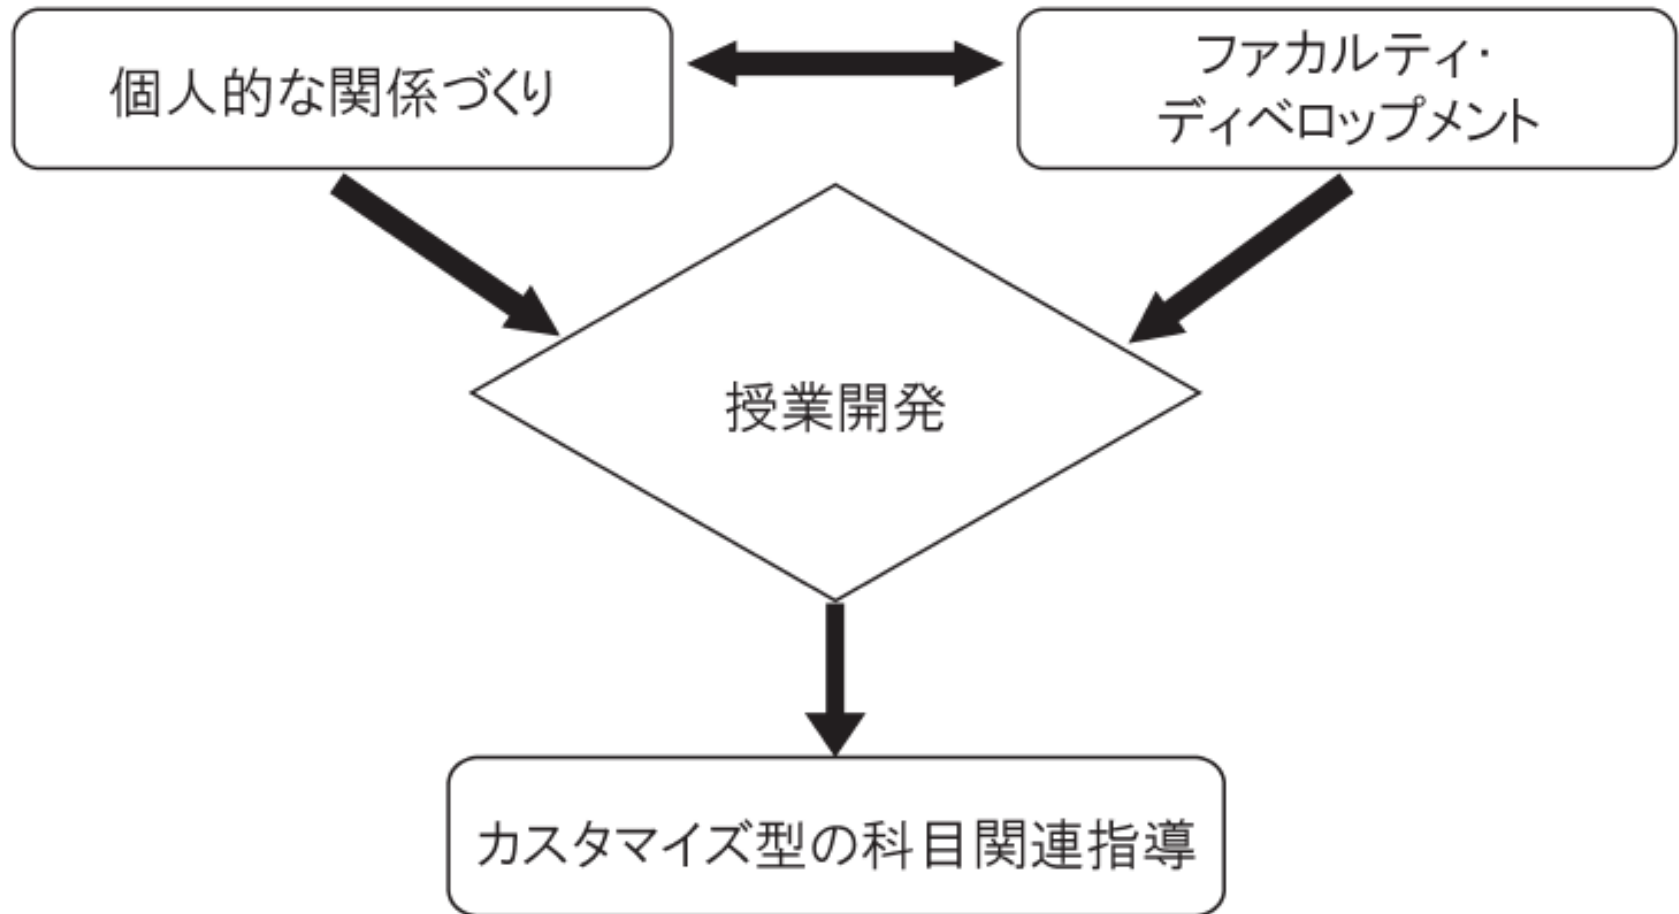 個人的な関係づくり
ファカルティ・
ディベロップメント
授業開発
カスタマイズ型の科目関連指導